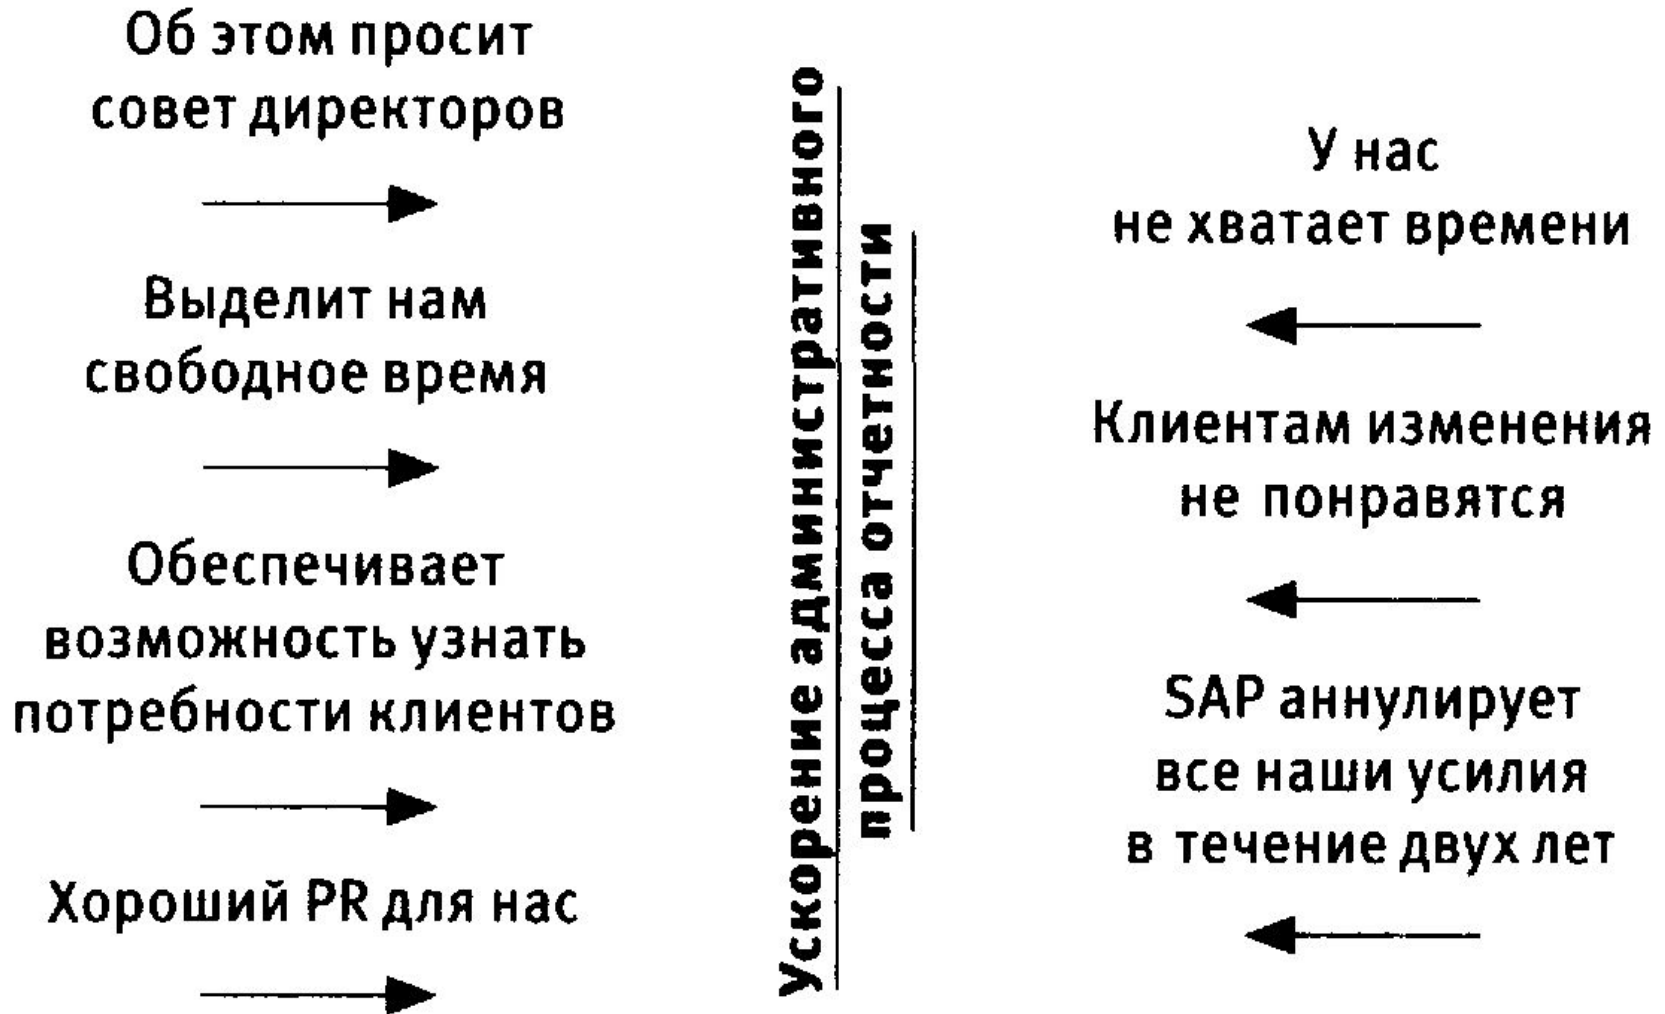 Об этом просит
совет директоров
Выделит нам
свободное время
Обеспечивает
возможность узнать
потребности клиентов
Хороший PR для нас
Ускорение административного
процесса отчетности
У нас
не хватает времени
Клиентам изменения
не понравятся
SAP аннулирует
все наши усилия
в течение двух лет